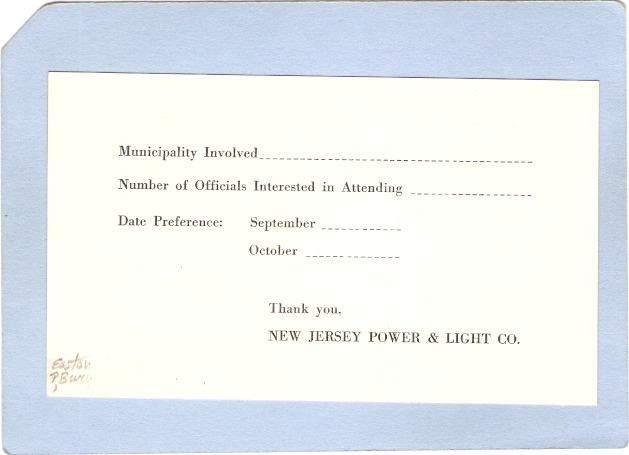 Municipality Involved
Number of Officials Interested in Attending
Date Preference: September
October
Thank you,
NEW JERSEY POWER & LIGHT CO.
Easton
PBurg